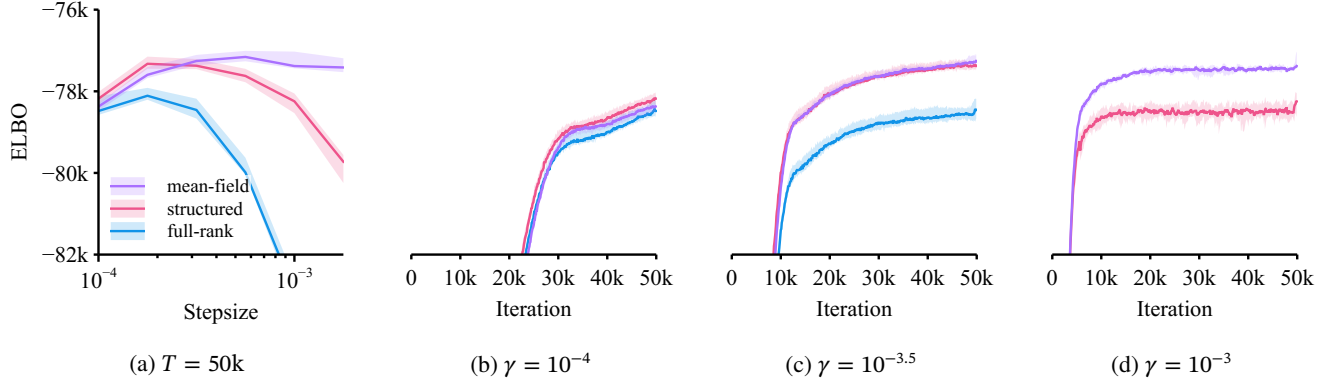 ELBO
−76k
−78k
−80k
−82k
mean-field
structured
full-rank
10−4
10−3
Stepsize
(a) T = 50k
0 10k 20k 30k 40k 50k
Iteration
(b) γ = 10−4
0 10k 20k 30k 40k 50k
Iteration
(c) γ = 10−3.5
0 10k 20k 30k 40k 50k
Iteration
(d) γ = 10−3